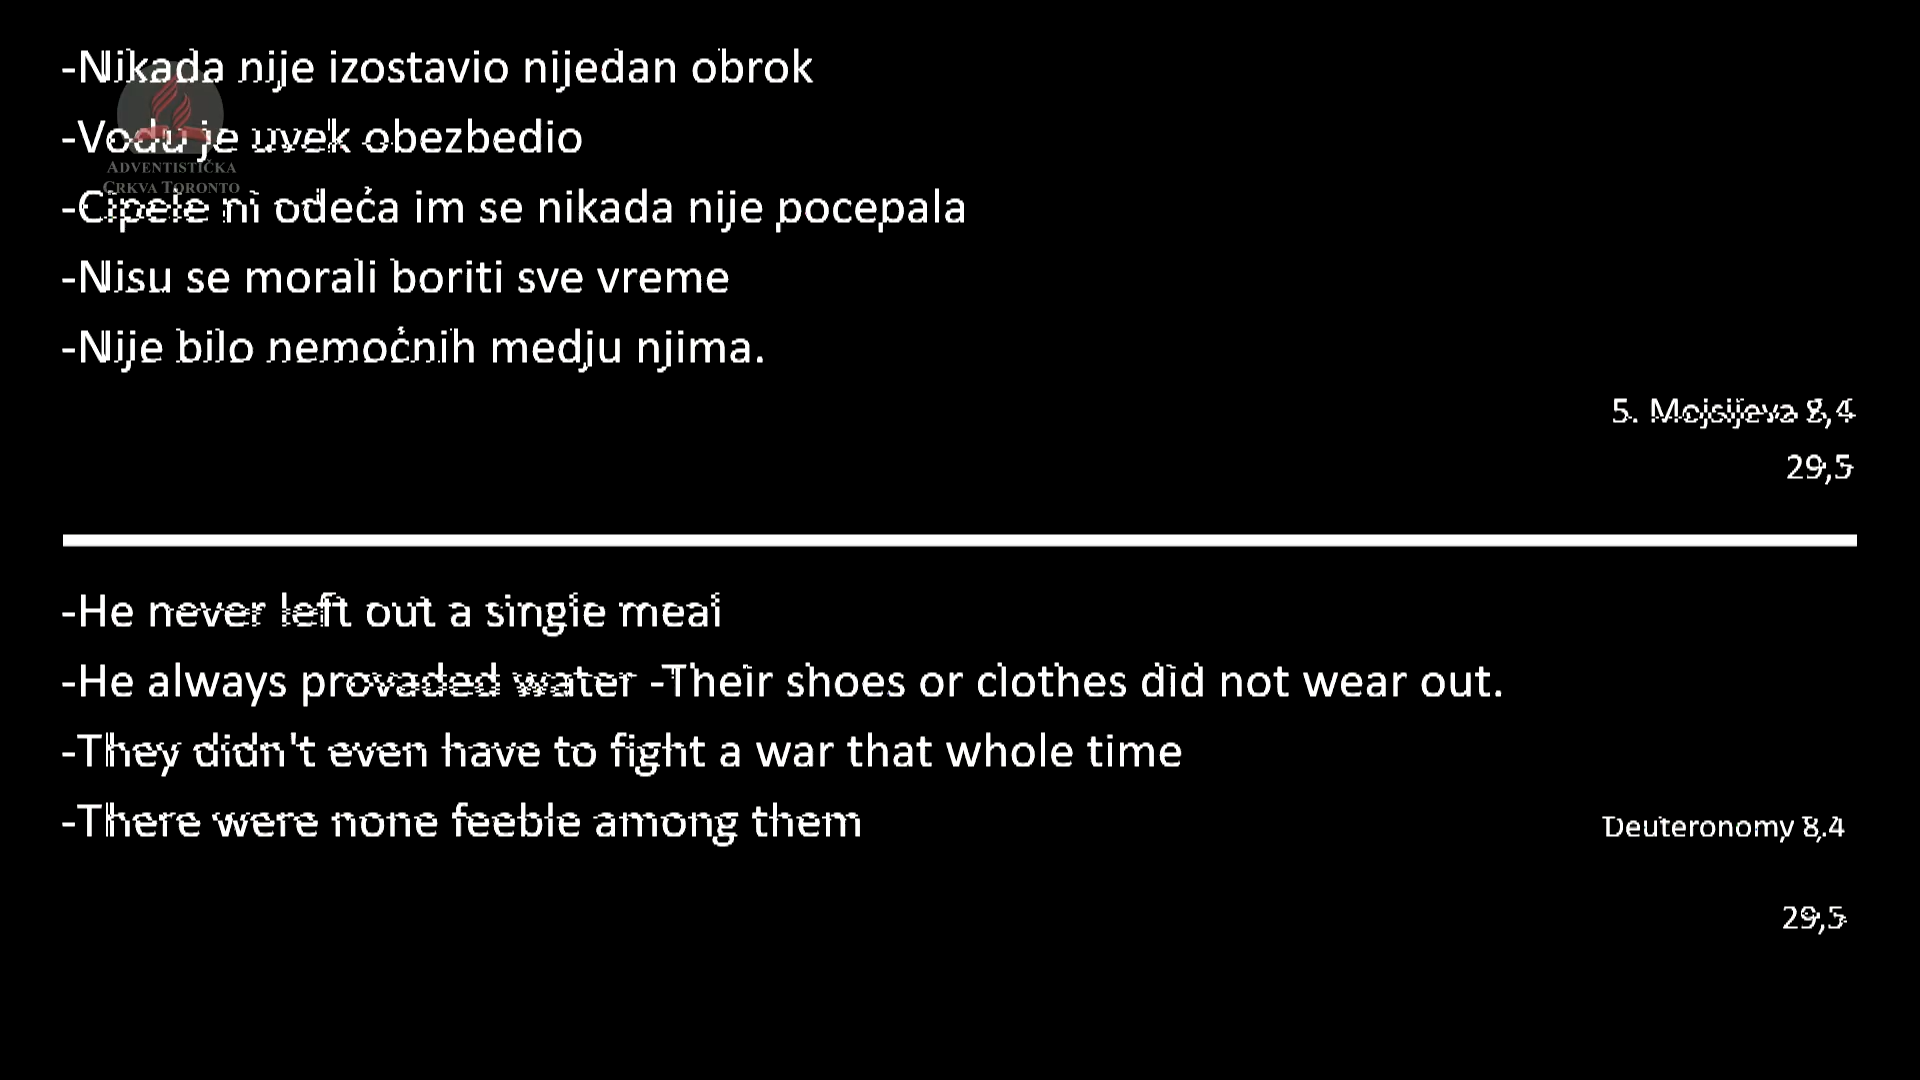 -Nikada nije izostavio nijedan obrok
-Vodu je uvek obezbedio
ADVENTISTIČKA
CRKVA TORONTO
-Cipele ni odeća im se nikada nije pocepala
-Nisu se morali boriti sve vreme
-Nije bilo nemoćnih medju njima.
5. Mojsijeva 8,4
29,5
-He never left out a single meal
-He always provaded water -Their shoes or clothes did not wear out.
-They didn't even have to fight a war that whole time
-There were none feeble among them
Deuteronomy 8,4
29,5